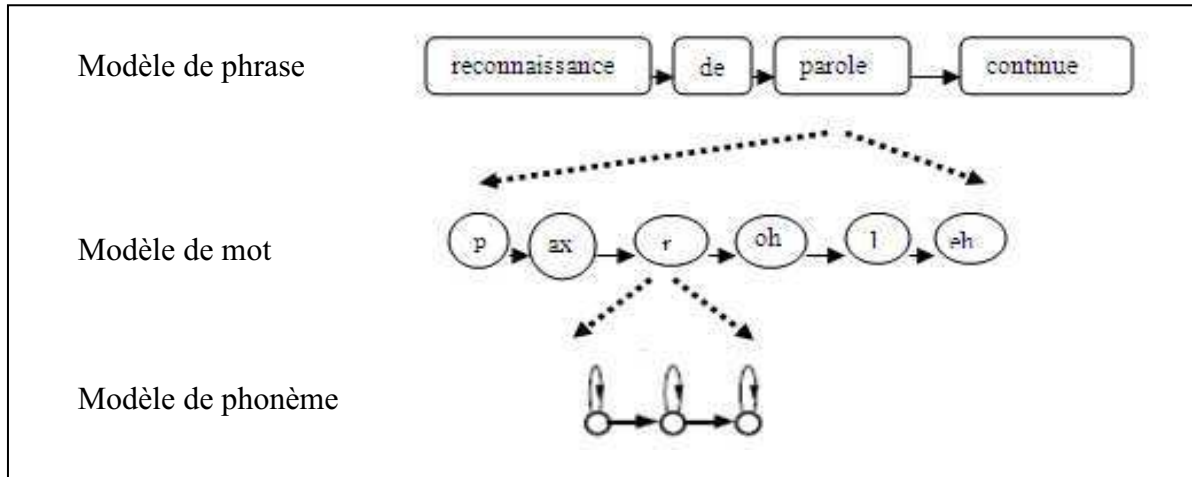 Modèle de phrase
reconnaissance de parole continue
Modèle de mot
p ax r oh l eh
Modèle de phonème